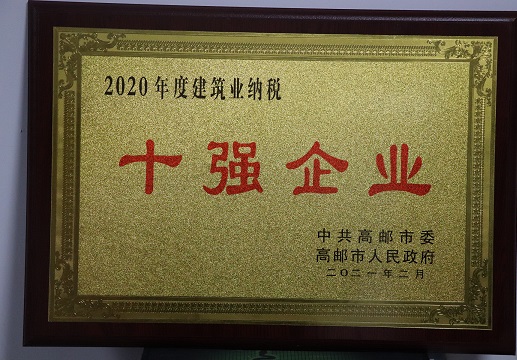 2020年度建筑业纳税
十强企业
中共高邮市委
高邮市人民政府
二〇二一年二月